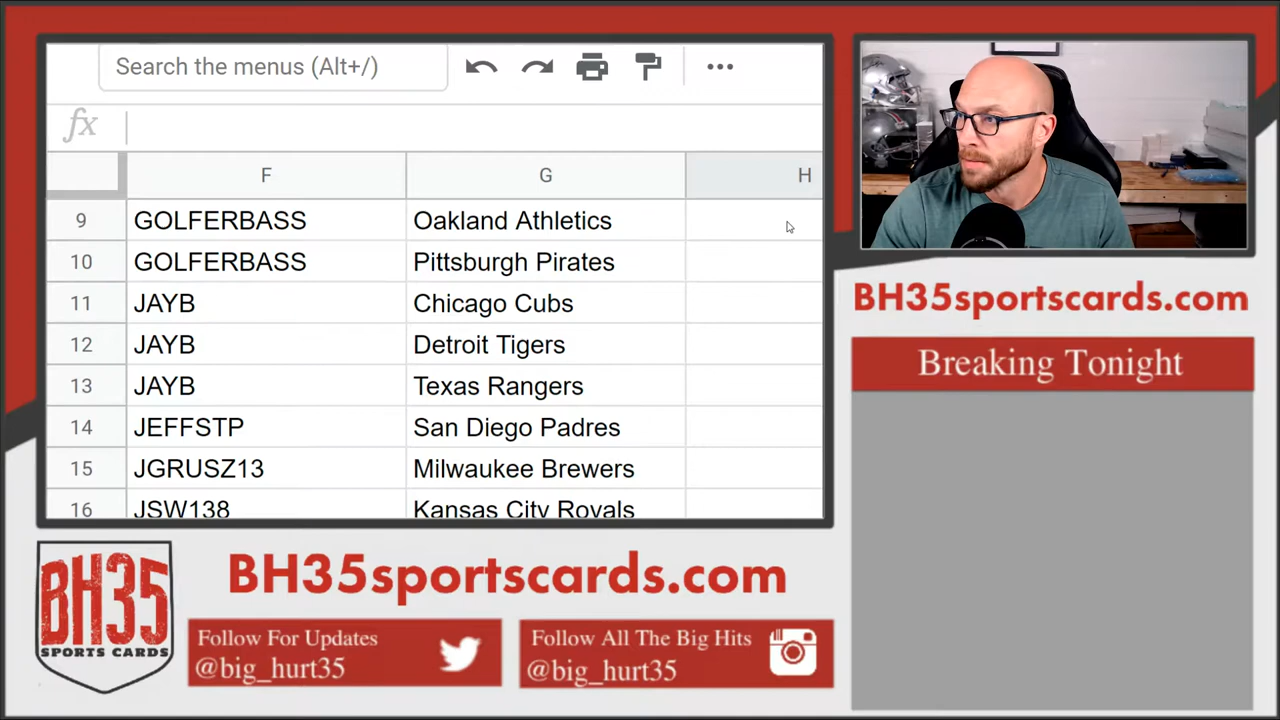 Search the menus (Alt+/)
fx
F G H
9 GOLFERBASS Oakland Athletics
10 GOLFERBASS Pittsburgh Pirates
11 JAYB Chicago Cubs
12 JAYB Detroit Tigers
13 JAYB Texas Rangers
14 JEFFSTP San Diego Padres
15 JGRUSZ13 Milwaukee Brewers
16 JSW138 Kansas City Royals
BH35sportscards.com
Breaking Tonight
BH35
SPORTS CARDS
BH35sportscards.com
Follow For Updates
@big_hurt35
Follow All The Big Hits
@big_hurt35